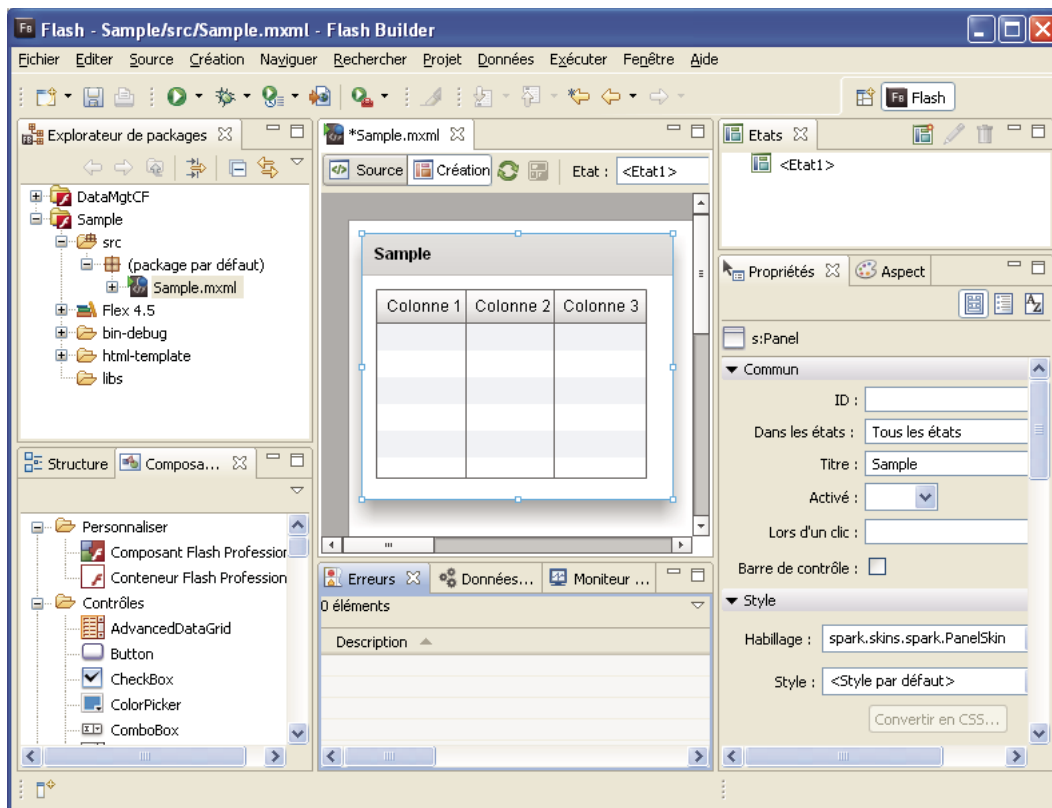 Flash - Sample/src/Sample.mxml - Flash Builder
Fichier Editer Source Création Naviguer Rechercher Projet Données Exécuter Fenêtre Aide
Flash
Explorateur de packages
DataMgtCF
Sample
src
(package par défaut)
Sample.mxml
Flex 4.5
bin-debug
html-template
libs
Structure Composa...
Personnaliser
Composant Flash Profession
Conteneur Flash Profession
Contrôles
AdvancedDataGrid
Button
CheckBox
ColorPicker
ComboBox
*Sample.mxml
Source Création Etat : <Etat1>
Sample
Colonne 1 Colonne 2 Colonne 3
Erreurs Données... Moniteur ...
0 éléments
Description
Etats
<Etat1>
Propriétés Aspect
s:Panel
Commun
ID :
Dans les états : Tous les états
Titre : Sample
Activé :
Lors d'un clic :
Barre de contrôle :
Style
Habillage : spark.skins.spark.PanelSkin
Style : <Style par défaut>
Convertir en CSS...